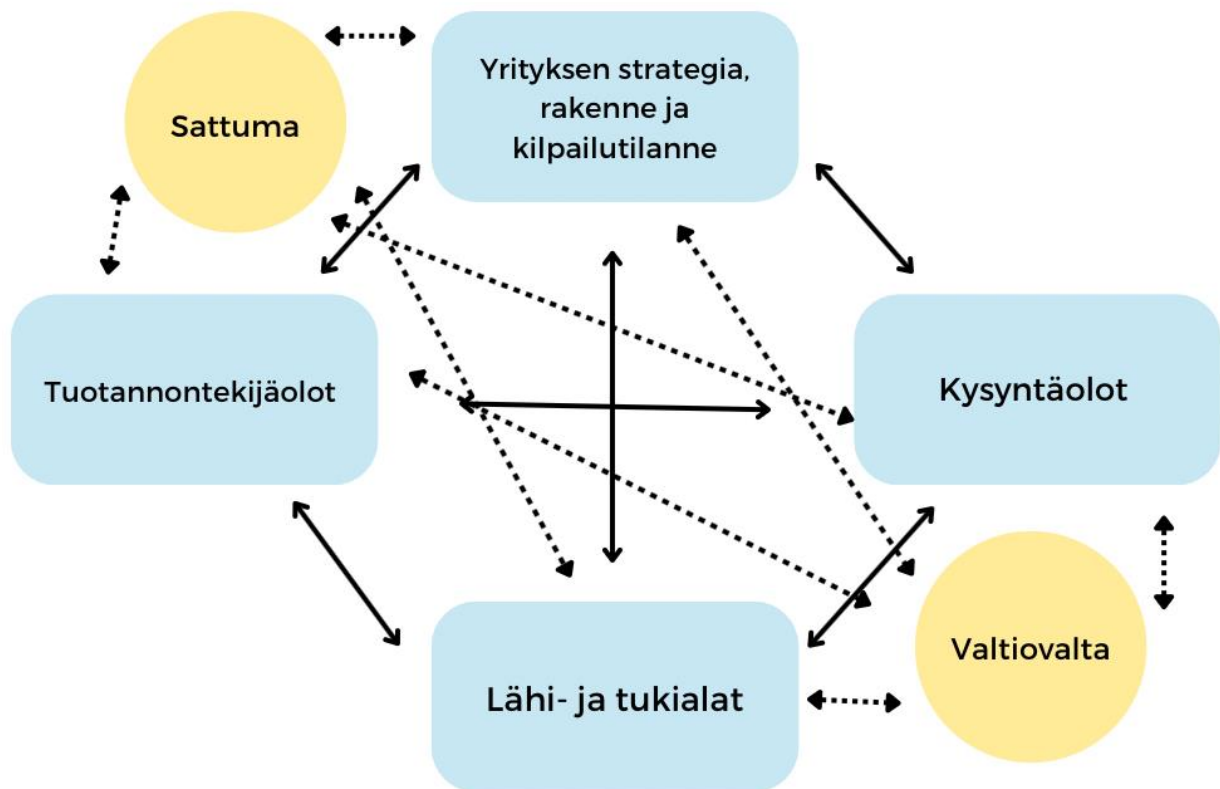 Sattuma
Yrityksen strategia,
rakenne ja
kilpailutilanne
Tuotannontekijäolot
Kysyntäolot
Lähi- ja tukialat
Valtiovalta